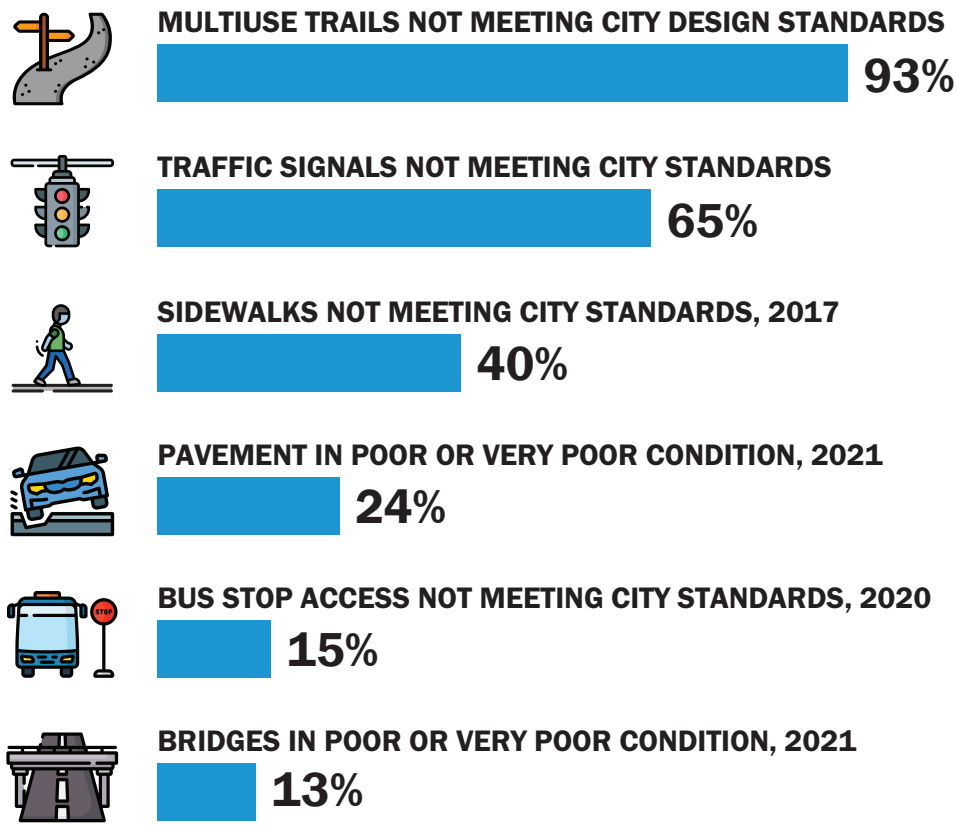 MULTIUSE TRAILS NOT MEETING CITY DESIGN STANDARDS
93%
TRAFFIC SIGNALS NOT MEETING CITY STANDARDS
65%
SIDEWALKS NOT MEETING CITY STANDARDS, 2017
40%
PAVEMENT IN POOR OR VERY POOR CONDITION, 2021
24%
BUS STOP ACCESS NOT MEETING CITY STANDARDS, 2020
STOP
15%
BRIDGES IN POOR OR VERY POOR CONDITION, 2021
13%